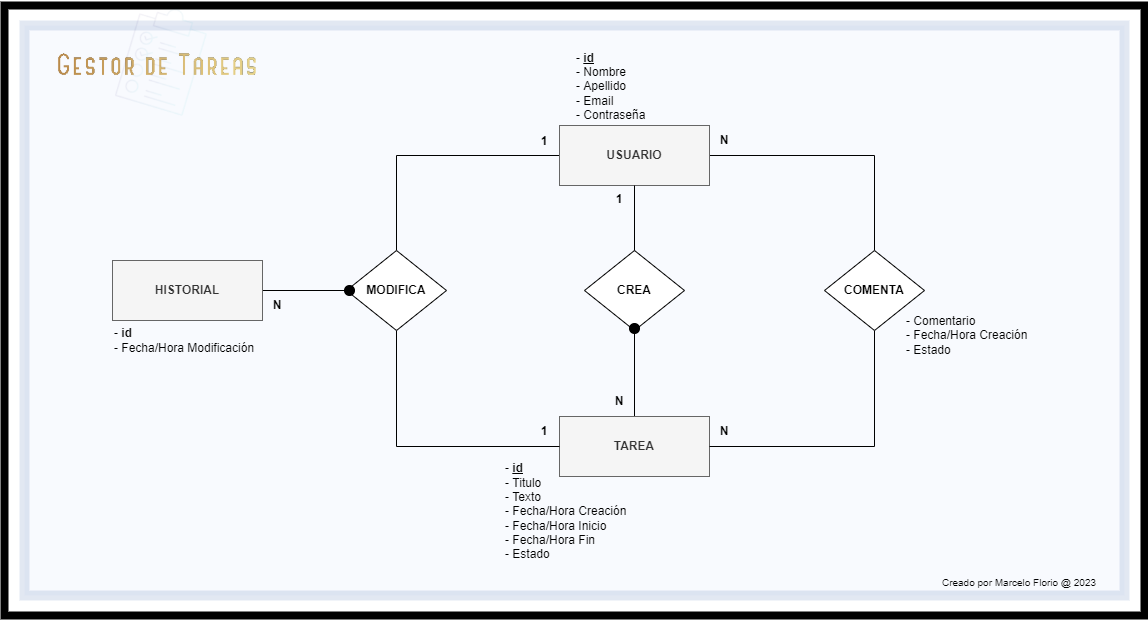 GESTOR DE TAREAS
- id
- Nombre
- Apellido
- Email
- Contraseña
1
USUARIO
N
1
HISTORIAL
N
MODIFICA
CREA
COMENTA
- id
- Fecha/Hora Modificación
- Comentario
- Fecha/Hora Creación
- Estado
N
1
TAREA
N
- id
- Titulo
- Texto
- Fecha/Hora Creación
- Fecha/Hora Inicio
- Fecha/Hora Fin
- Estado
Creado por Marcelo Florio @ 2023